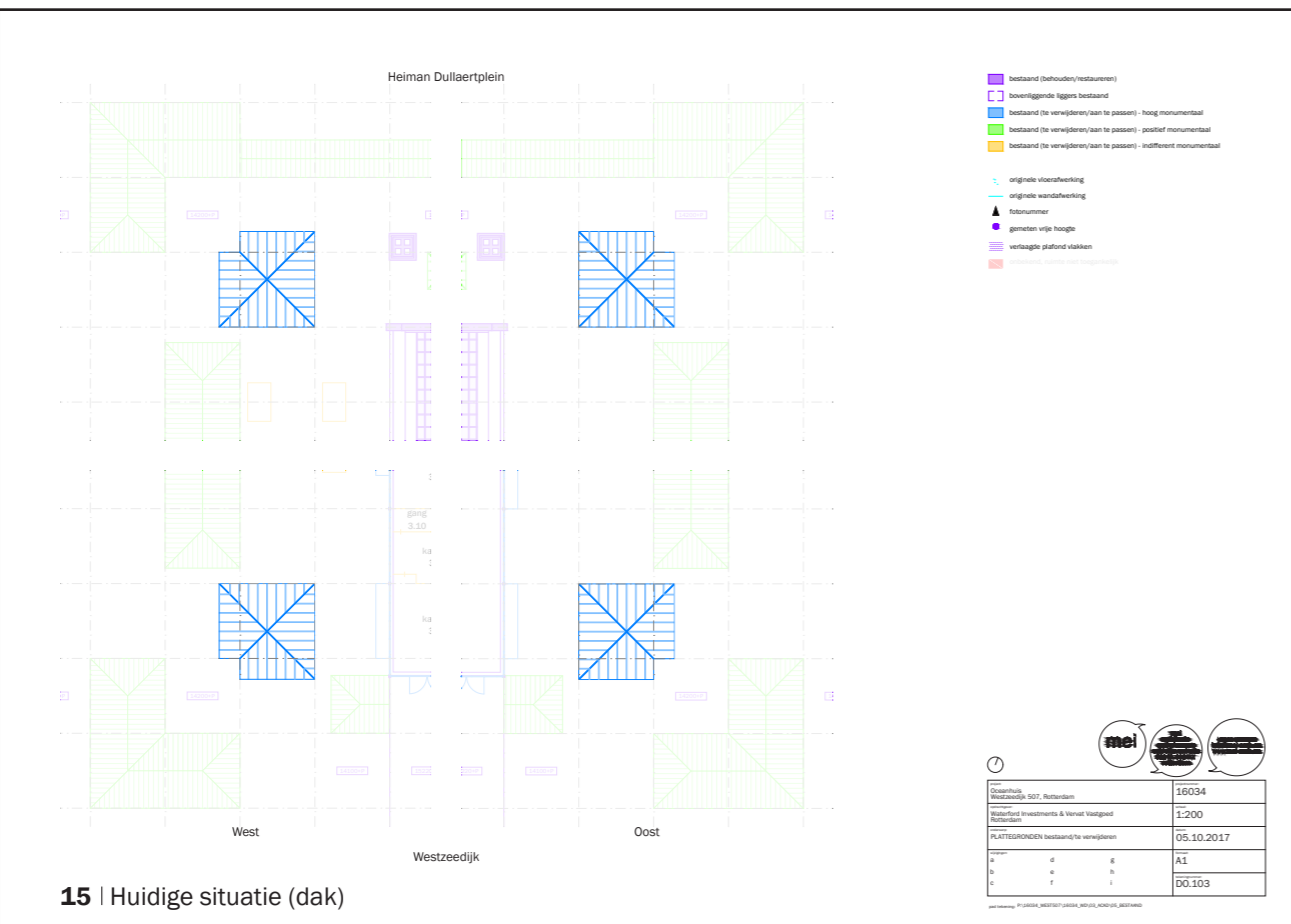 Heiman Dullaertplein
bestaand (behouden/restaureren)
bovenliggende liggers bestaand
bestaand (te verwijderen/aan te passen) - hoog monumentaal
bestaand (te verwijderen/aan te passen) - positief monumentaal
bestaand (te verwijderen/aan te passen) - indifferent monumentaal
originele vloerafwerking
originele wandafwerking
fotonummer
gemeten vrije hoogte
verlaagde plafond vlakken
gang
3.10
ka
ka
West
Oost
Westzeedijk
15 | Huidige situatie (dak)
mei
Oceanhuis
Westzeedijk 507, Rotterdam
16034
Waterford Investments & Vervat Vastgoed
Rotterdam
1:200
PLATTEGRONDEN bestaand/te verwijderen
05.10.2017
a d g
b e h
c f i
A1
DO.103